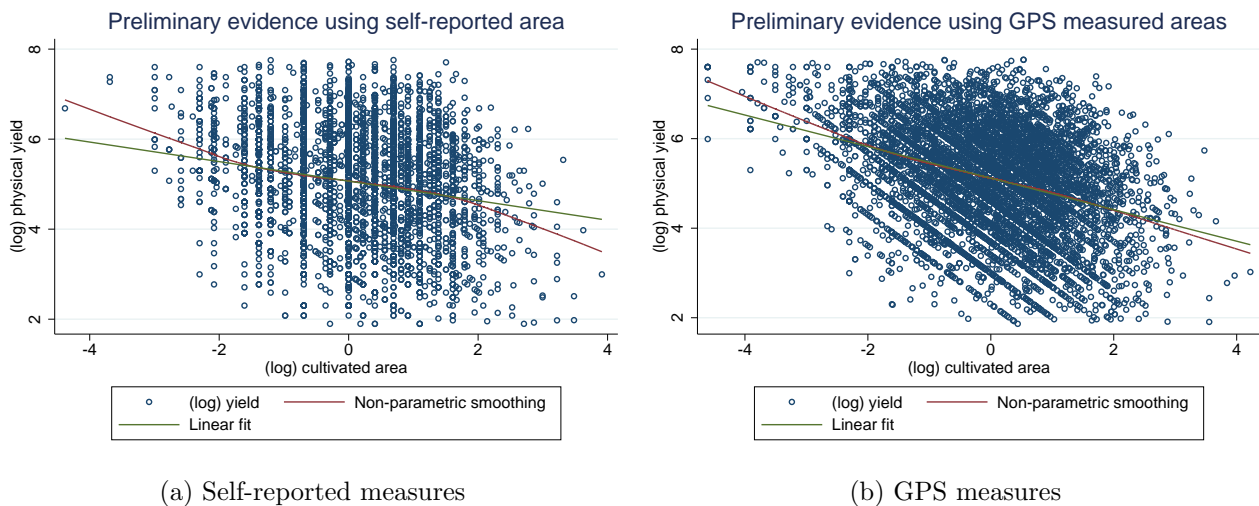 Preliminary evidence using self-reported area
8
6
4
2
(log) physical yield
-4 -2 0 2 4
(log) cultivated area
(log) yield Non-parametric smoothing
Linear fit
(a) Self-reported measures
Preliminary evidence using GPS measured areas
8
6
4
2
(log) physical yield
-4 -2 0 2 4
(log) cultivated area
(log) yield Non-parametric smoothing
Linear fit
(b) GPS measures